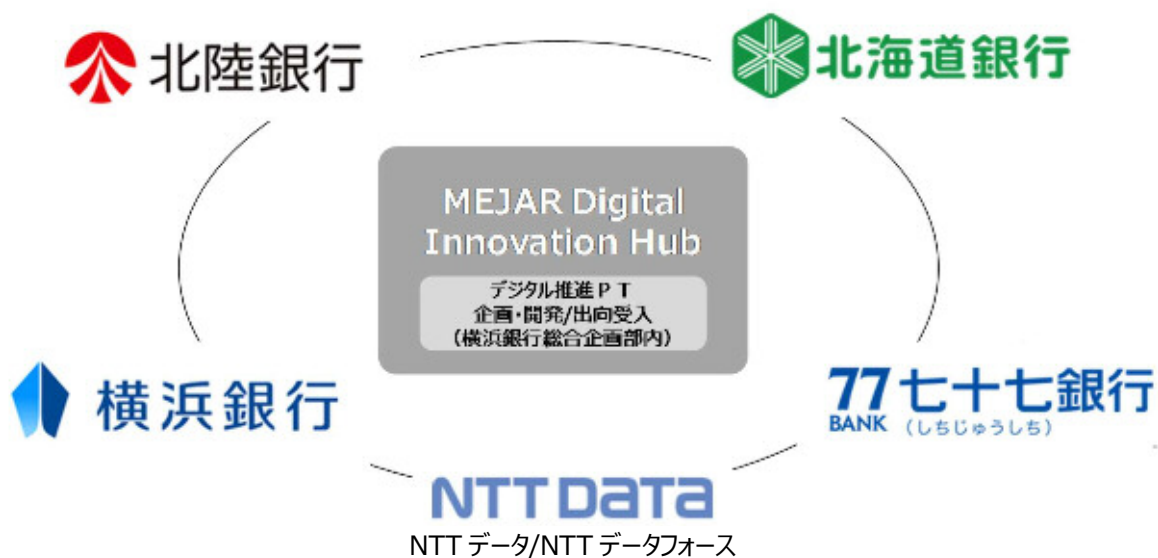 北陸銀行
北海道銀行
MEJAR Digital
Innovation Hub
デジタル推進PT
企画・開発/出向受入
(横浜銀行総合企画部内)
横浜銀行
77 BANK 七十七銀行
(しちじゅうしち)
NTT DATA
NTT データ/NTT データフォース